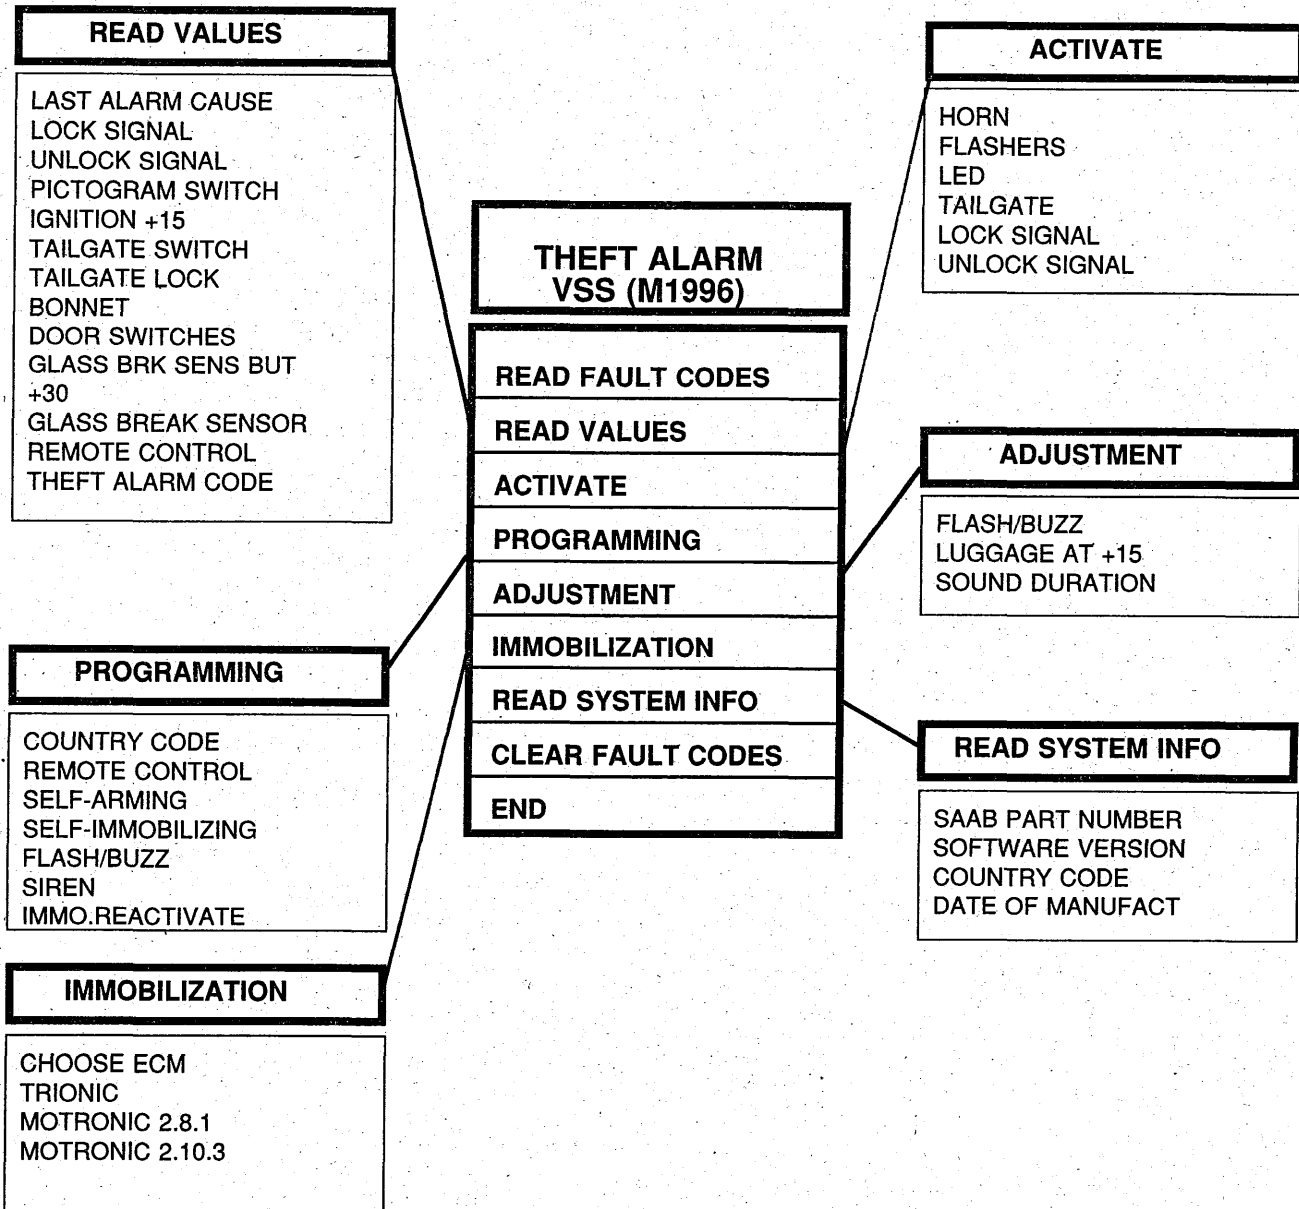 READ VALUES
LAST ALARM CAUSE
LOCK SIGNAL
UNLOCK SIGNAL
PICTOGRAM SWITCH
IGNITION +15
TAILGATE SWITCH
TAILGATE LOCK
BONNET
DOOR SWITCHES
GLASS BRK SENS BUT
+30
GLASS BREAK SENSOR
REMOTE CONTROL
THEFT ALARM CODE
PROGRAMMING
COUNTRY CODE
REMOTE CONTROL
SELF-ARMING
SELF-IMMOBILIZING
FLASH/BUZZ
SIREN
IMMO.REACTIVATE
IMMOBILIZATION
CHOOSE ECM
TRIONIC
MOTRONIC 2.8.1
MOTRONIC 2.10.3
THEFT ALARM
VSS (M1996)
READ FAULT CODES
READ VALUES
ACTIVATE
PROGRAMMING
ADJUSTMENT
IMMOBILIZATION
READ SYSTEM INFO
CLEAR FAULT CODES
END
ACTIVATE
HORN
FLASHERS
LED
TAILGATE
LOCK SIGNAL
UNLOCK SIGNAL
ADJUSTMENT
FLASH/BUZZ
LUGGAGE AT +15
SOUND DURATION
READ SYSTEM INFO
SAAB PART NUMBER
SOFTWARE VERSION
COUNTRY CODE
DATE OF MANUFACT